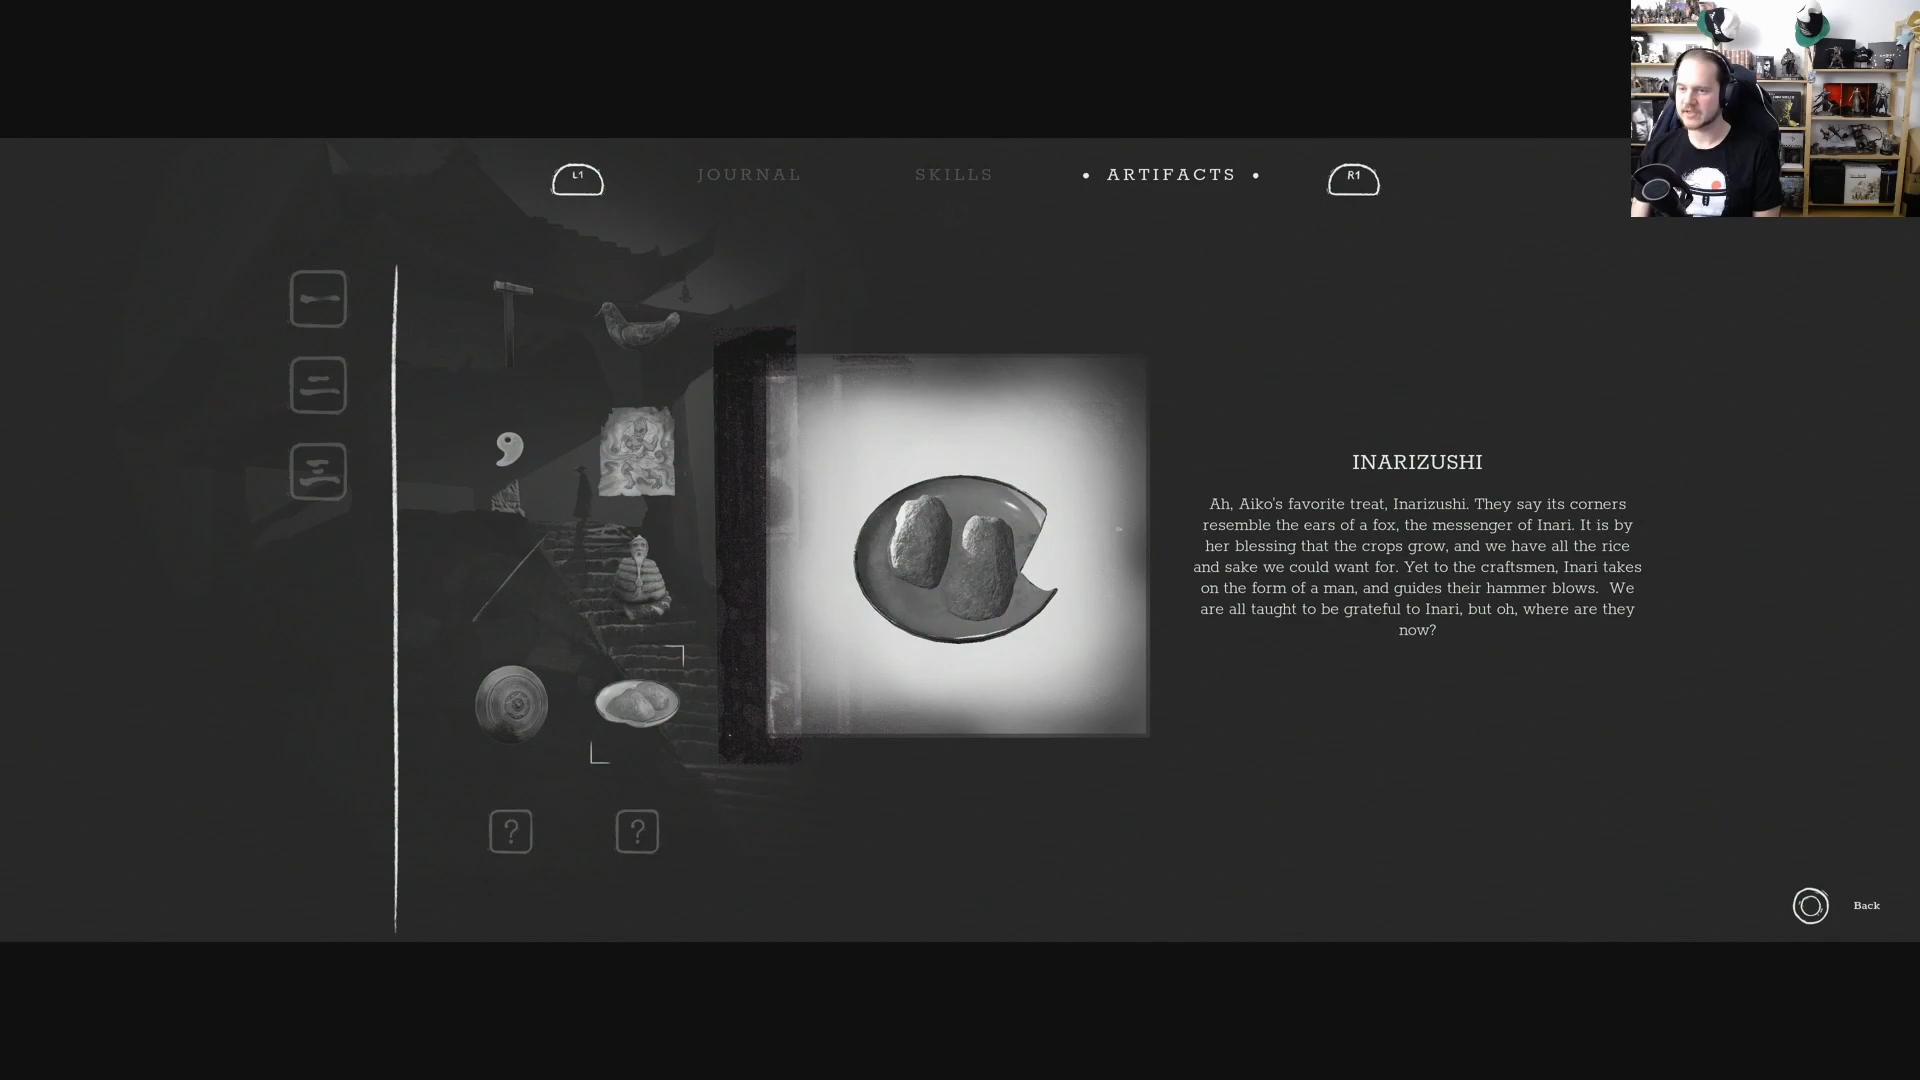 L1
JOURNAL
SKILLS
• ARTIFACTS •
R1
一
二
三
INARIZUSHI
Ah, Aiko's favorite treat, Inarizushi. They say its corners
resemble the ears of a fox, the messenger of Inari. It is by
her blessing that the crops grow, and we have all the rice
and sake we could want for. Yet to the craftsmen, Inari takes
on the form of a man, and guides their hammer blows.  We
are all taught to be grateful to Inari, but oh, where are they
now?
?
?
Back